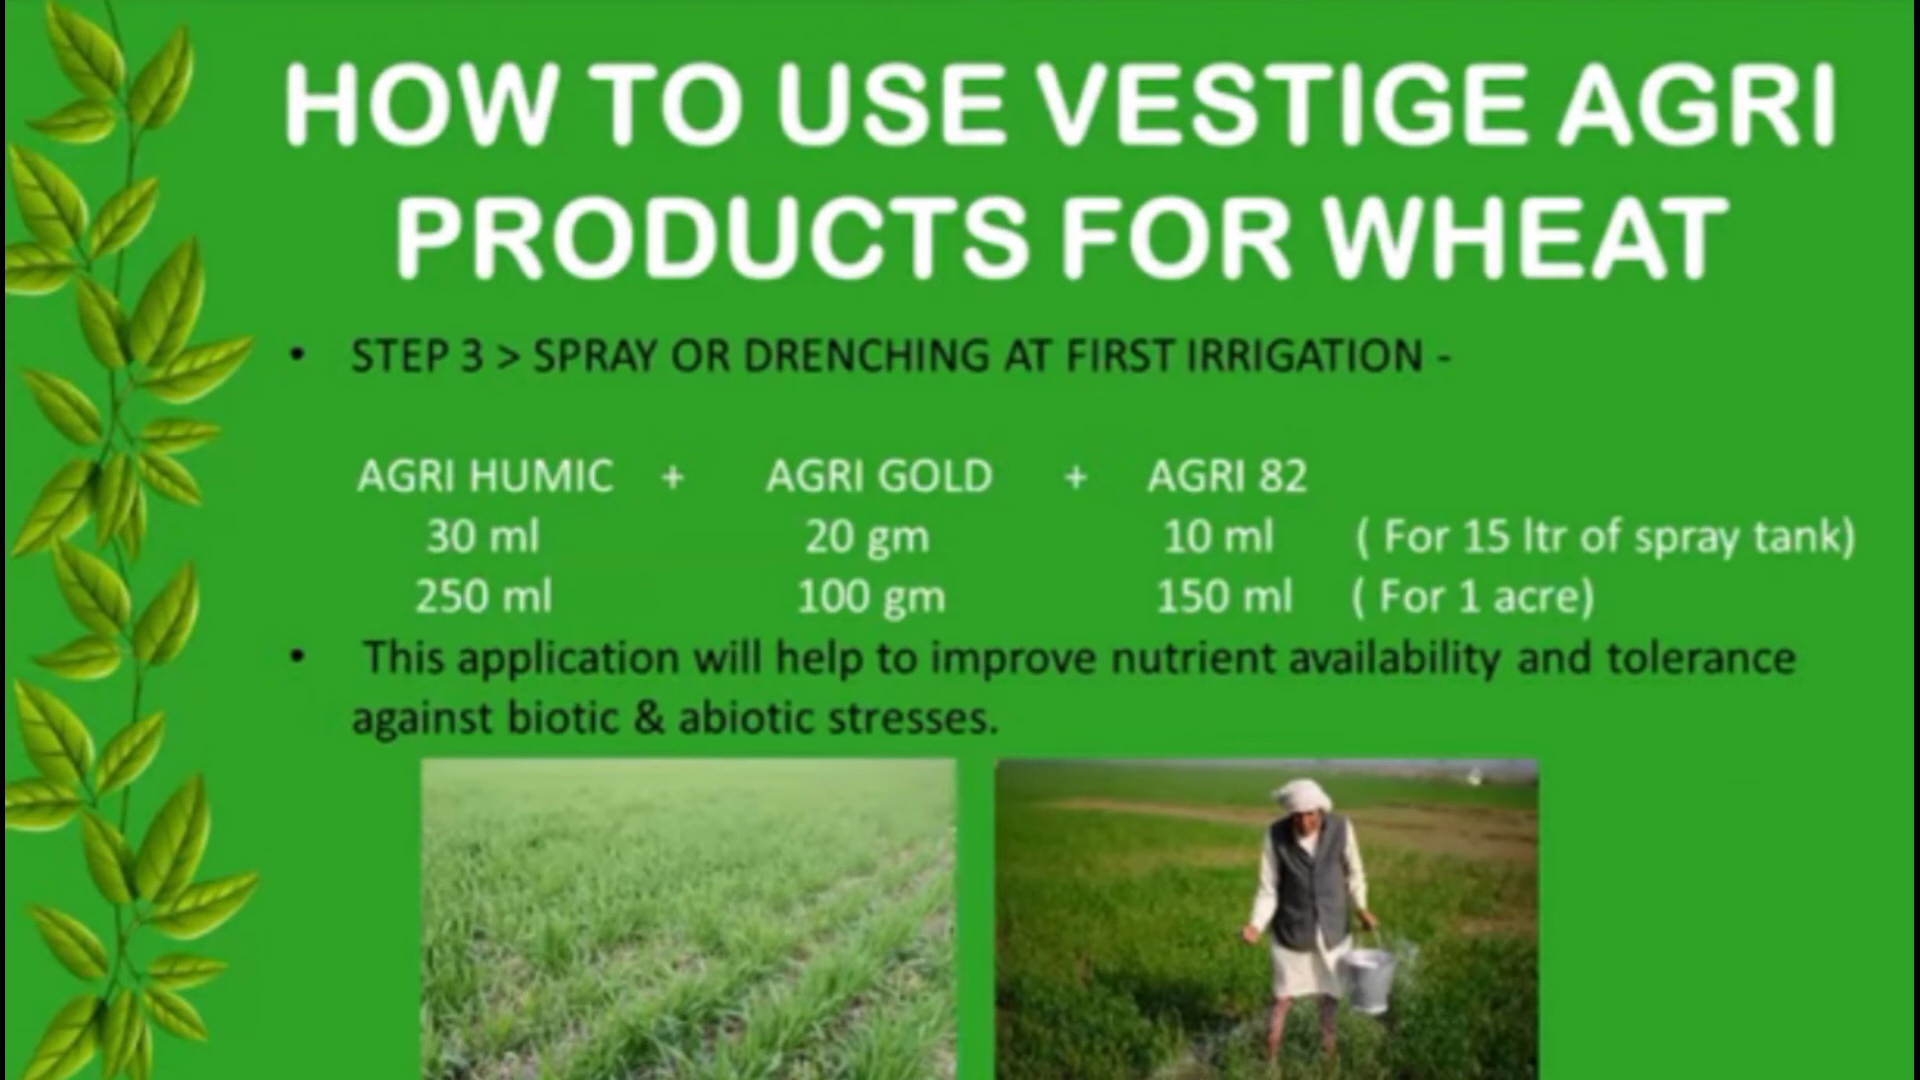 HOW TO USE VESTIGE AGRI
PRODUCTS FOR WHEAT
• STEP 3 > SPRAY OR DRENCHING AT FIRST IRRIGATION -
AGRI HUMIC + AGRI GOLD + AGRI 82
30 ml 20 gm 10 ml ( For 15 ltr of spray tank)
250 ml 100 gm 150 ml ( For 1 acre)
• This application will help to improve nutrient availability and tolerance
against biotic & abiotic stresses.